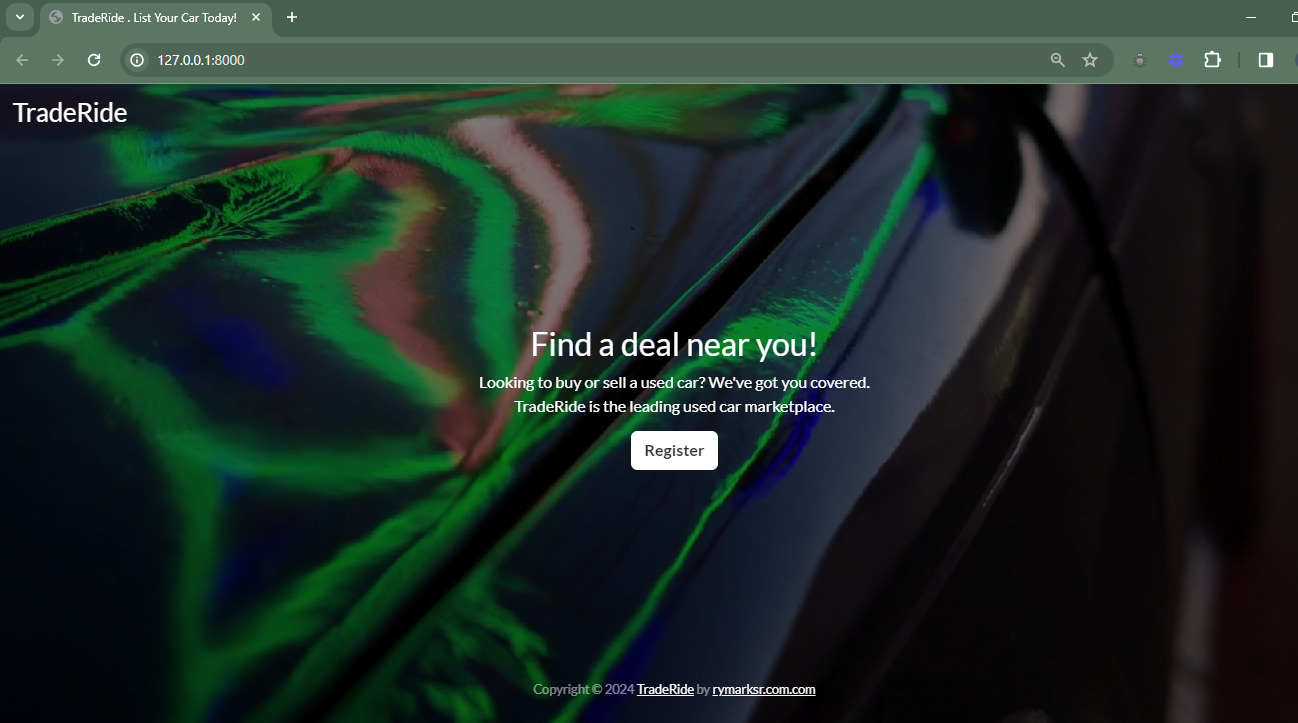 TradeRide . List Your Car Today!
127.0.0.1:8000
TradeRide
Find a deal near you!
Looking to buy or sell a used car? We've got you covered.
TradeRide is the leading used car marketplace.
Register
Copyright © 2024 TradeRide by rymarksr.com.com